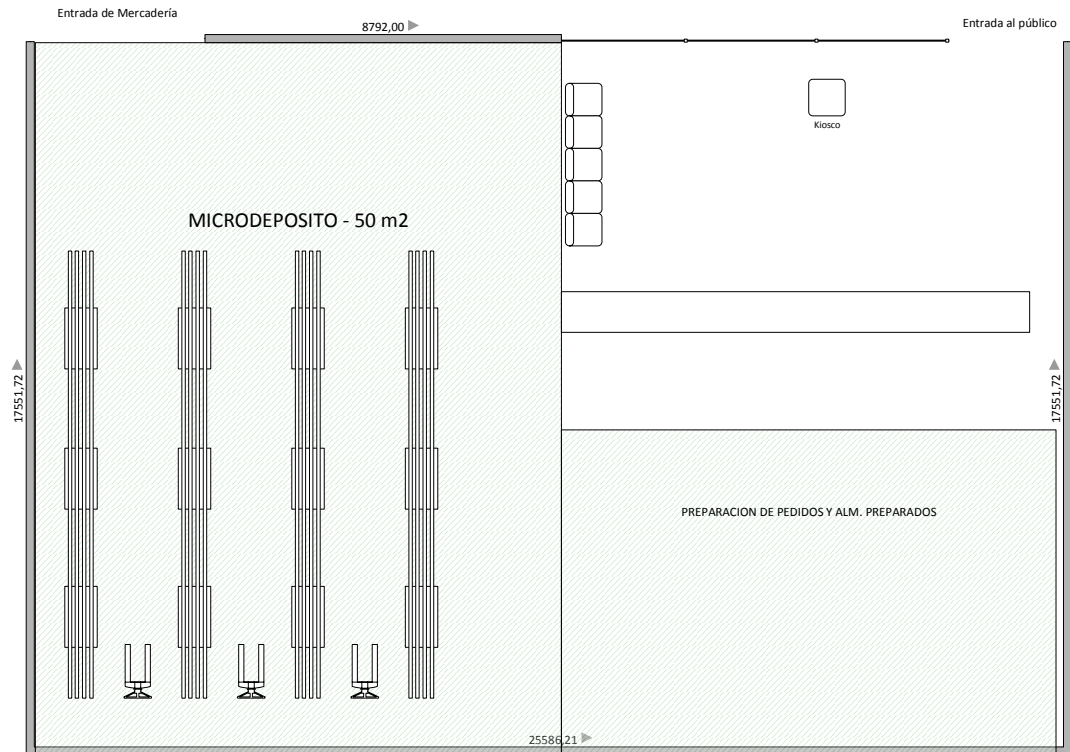 Entrada de Mercadería
8792,00
Entrada al público
Kiosco
MICRODEPOSITO - 50 m2
17551,72
17551,72
PREPARACION DE PEDIDOS Y ALM. PREPARADOS
25586,21